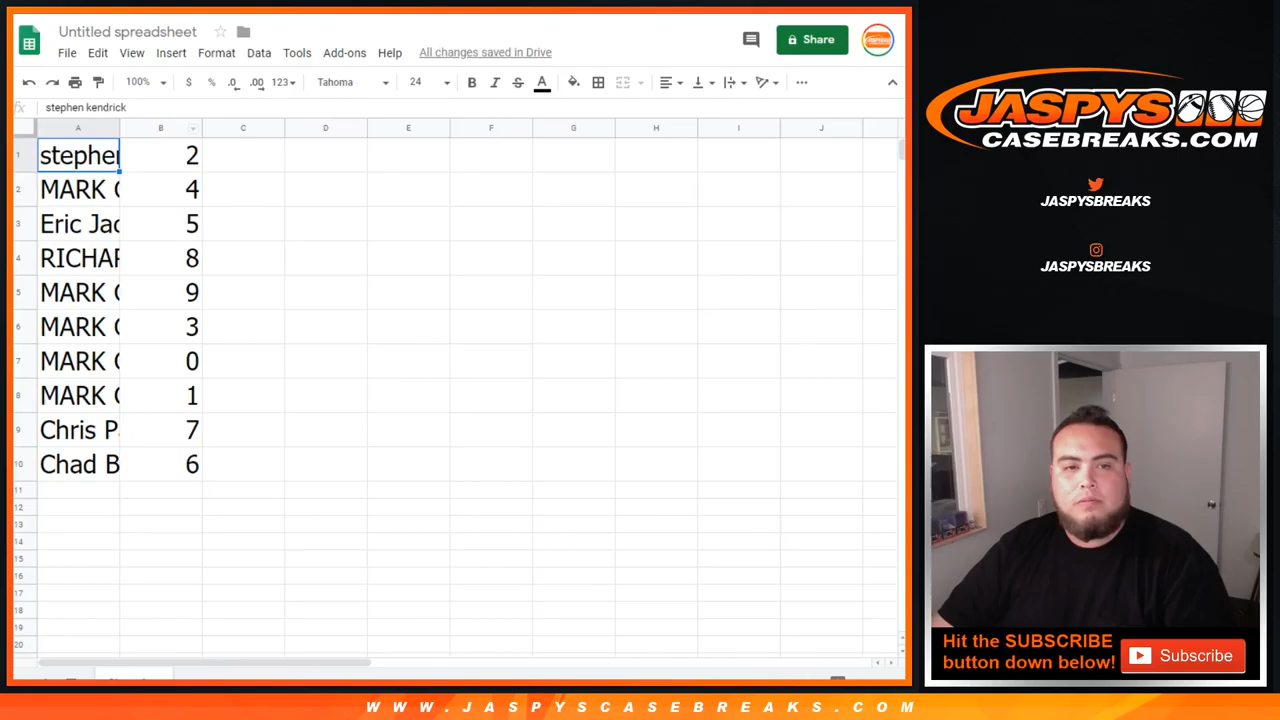 Untitled spreadsheet
File Edit View Insert Format Data Tools Add-ons Help All changes saved in Drive
Share
100% $ % .0 .00 123 Tahoma 24 B I S A
fx stephen kendrick
A B C D E F G H I J
1 stephen 2
2 MARK C 4
3 Eric Jac 5
4 RICHAR 8
5 MARK C 9
6 MARK C 3
7 MARK C 0
8 MARK C 1
9 Chris Pa 7
10 Chad B 6
11
12
13
14
15
16
17
18
19
20
JASPYS
CASEBREAKS.COM
JASPYSBREAKS
JASPYSBREAKS
Hit the SUBSCRIBE
button down below!
Subscribe
WWW.JASPYSCASEBREAKS.COM